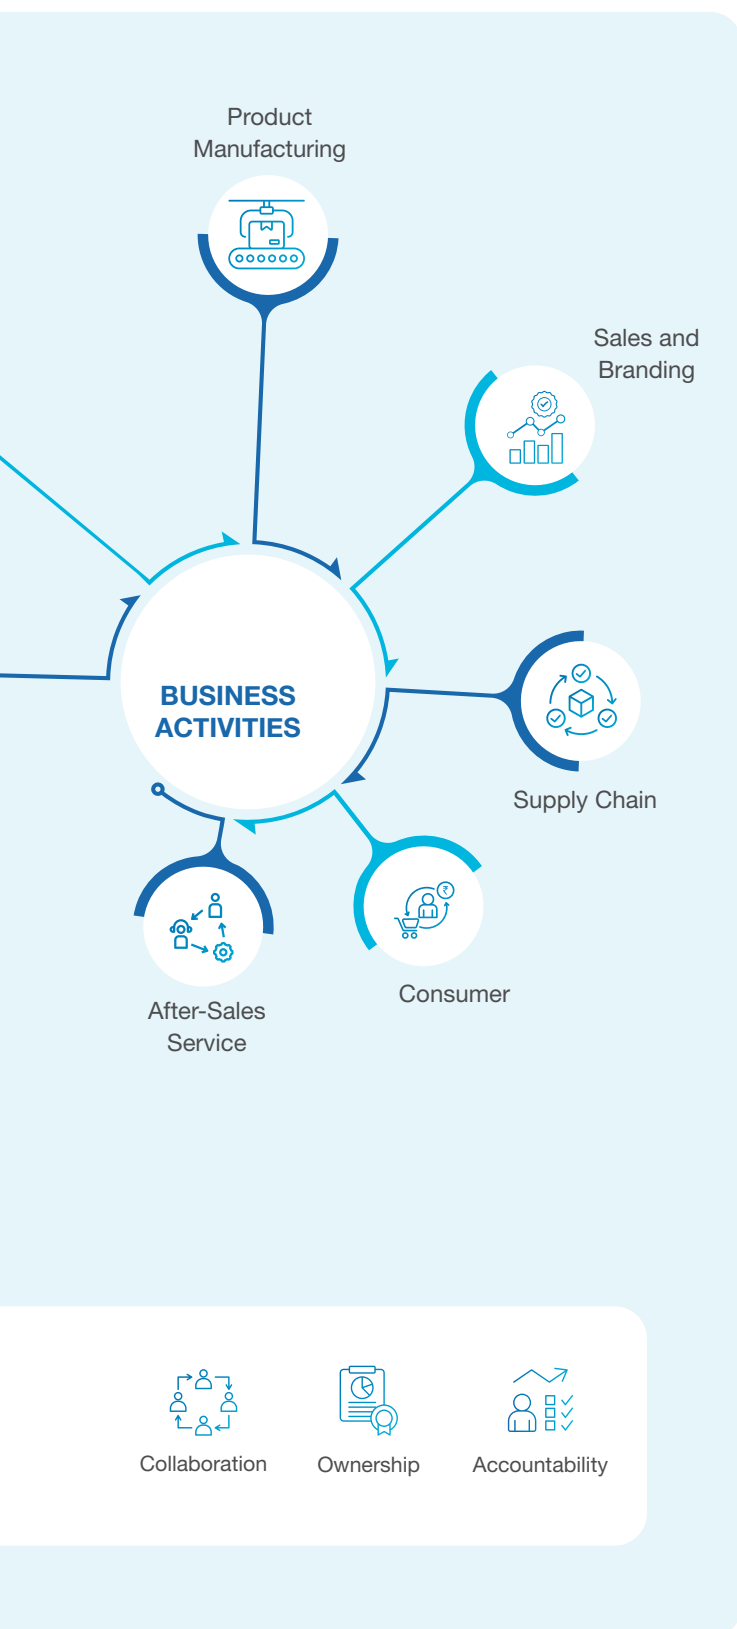 Product
Manufacturing
Sales and
Branding
BUSINESS
ACTIVITIES
Supply Chain
₹
Consumer
After-Sales
Service
Collaboration
Ownership
Accountability